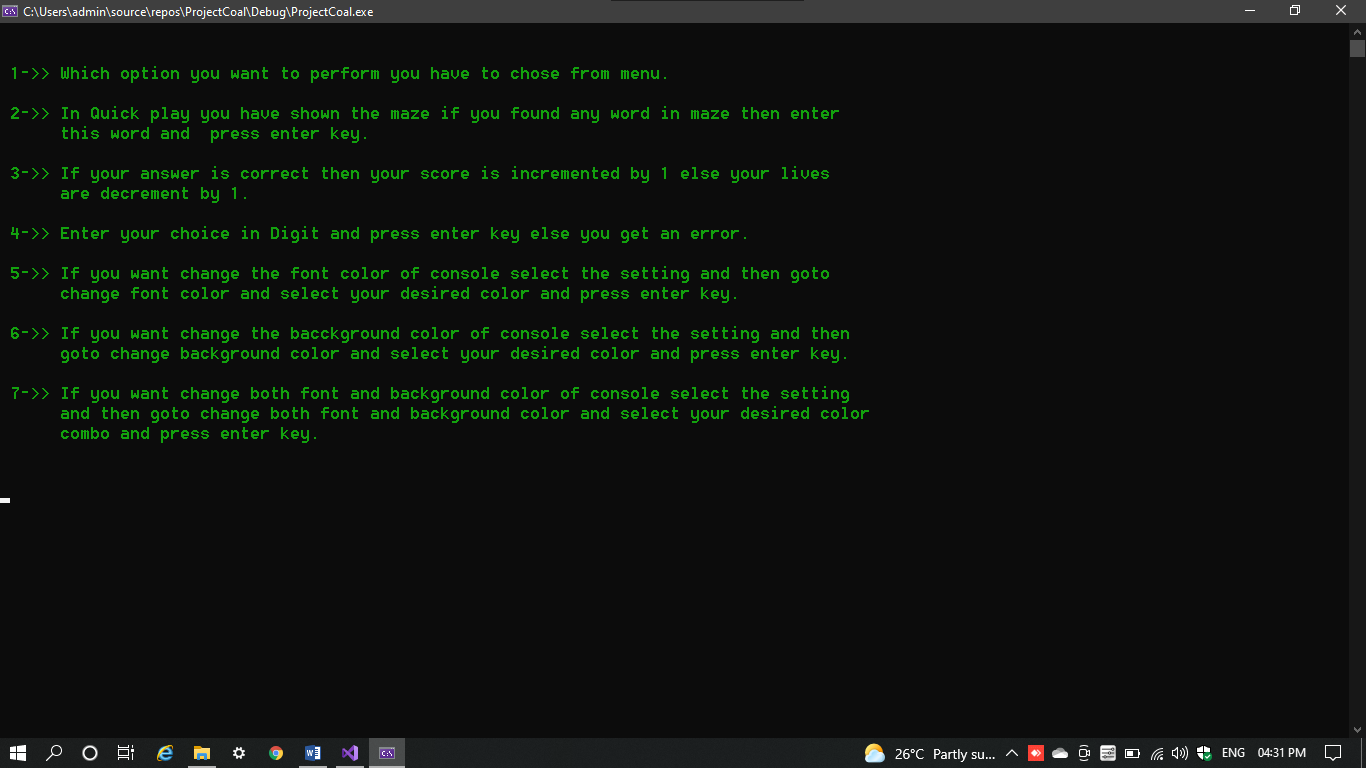 C:\Users\admin\source\repos\ProjectCoal\Debug\ProjectCoal.exe
1->> Which option you want to perform you have to chose from menu.
2->> In Quick play you have shown the maze if you found any word in maze then enter
this word and  press enter key.
3->> If your answer is correct then your score is incremented by 1 else your lives
are decrement by 1.
4->> Enter your choice in Digit and press enter key else you get an error.
5->> If you want change the font color of console select the setting and then goto
change font color and select your desired color and press enter key.
6->> If you want change the bacckground color of console select the setting and then
goto change background color and select your desired color and press enter key.
7->> If you want change both font and background color of console select the setting
and then goto change both font and background color and select your desired color
combo and press enter key.
26°C Partly su... ENG 04:31 PM